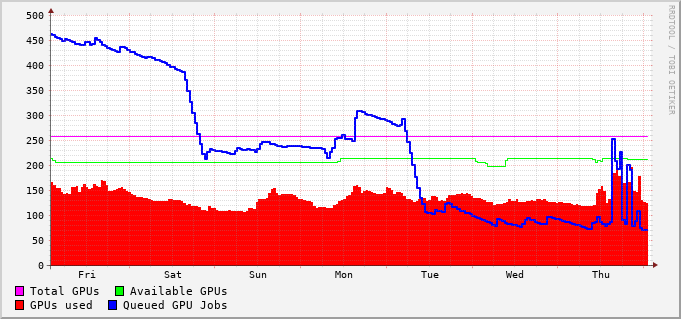 500
450
400
350
300
250
200
150
100
50
0
Fri Sat Sun Mon Tue Wed Thu
Total GPUs Available GPUs
GPUs used Queued GPU Jobs
RRDTOOL / TOBI OETIKER